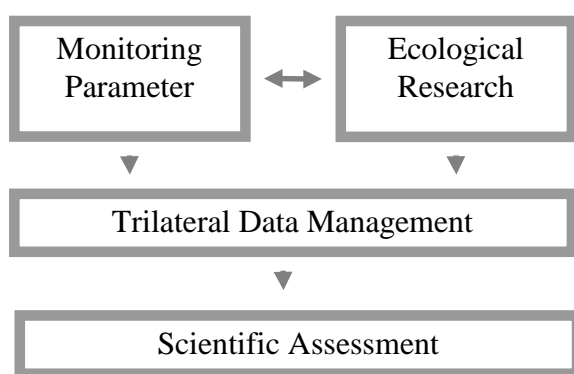 Monitoring
Parameter
Ecological
Research
Trilateral Data Management
Scientific Assessment